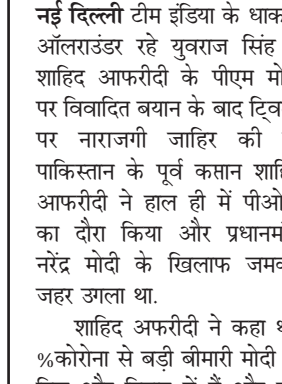 नई दिल्ली टीम इंडिया के धाक
ऑलराउंडर रहे युवराज सिंह
शाहिद आफरीदी के पीएम मो
पर विवादित बयान के बाद ट्वि
पर नाराजगी जाहिर की
पाकिस्तान के पूर्व कप्तान शाहि
आफरीदी ने हाल ही में पीओ
का दौरा किया और प्रधानमं
नरेंद्र मोदी के खिलाफ जमव
जहर उगला था.
शाहिद अफरीदी ने कहा थ
%कोरोना से बड़ी बीमारी मोदी